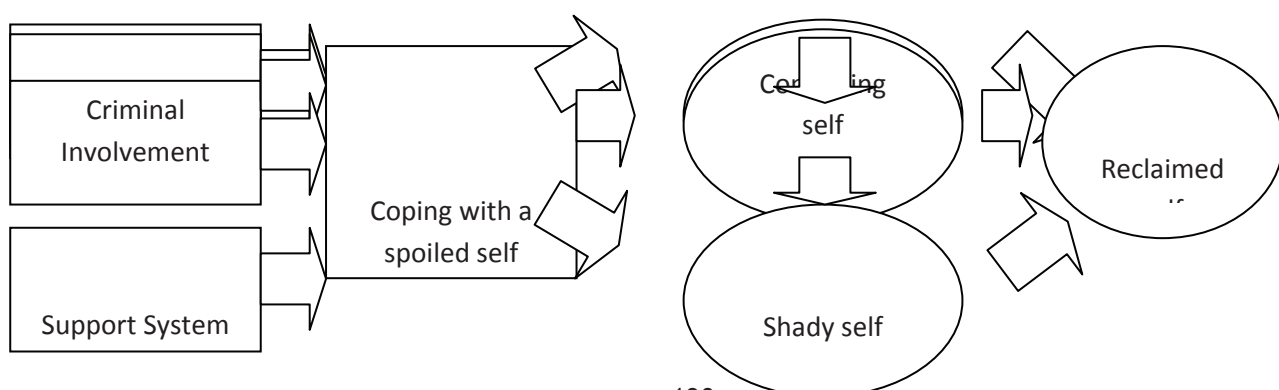 Criminal
Involvement
Support System
Coping with a
spoiled self
self
Shady self
Reclaimed